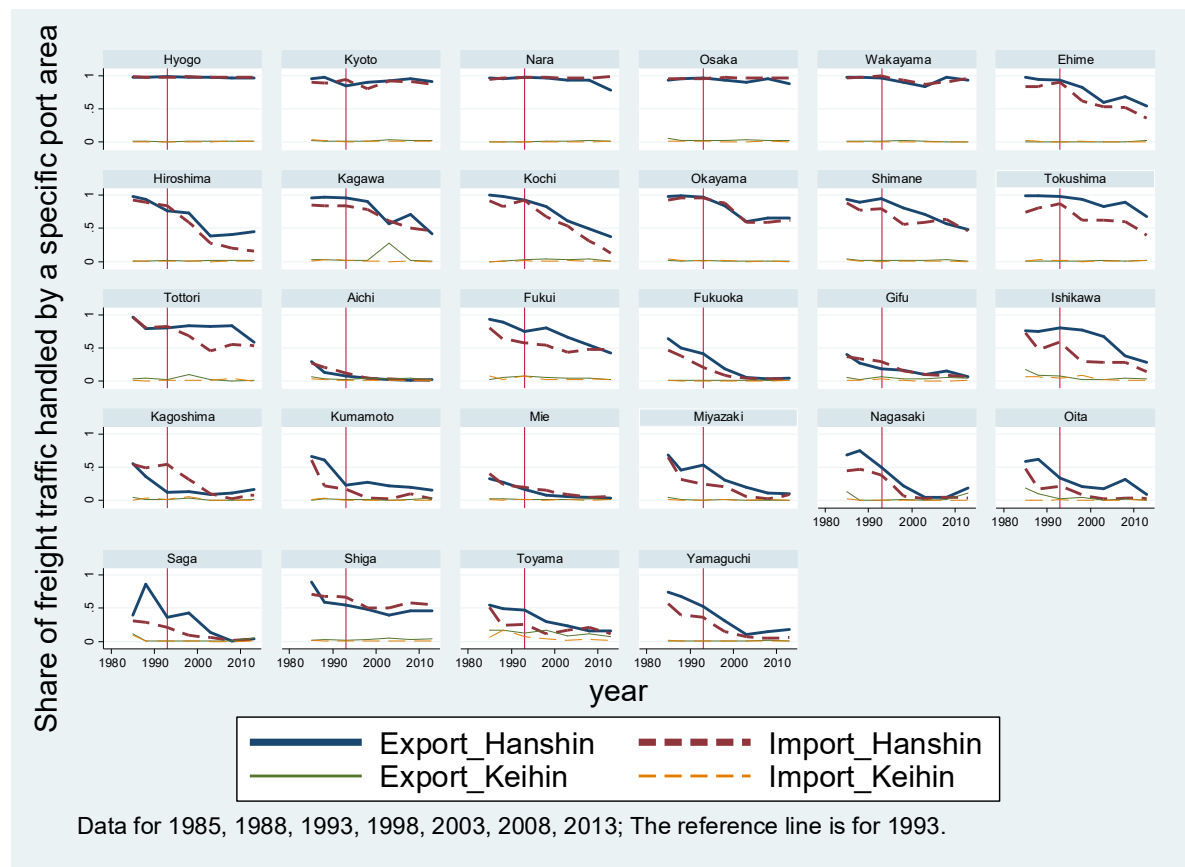 Share of freight traffic handled by a specific port area
Hyogo Kyoto Nara Osaka Wakayama Ehime
0 .5 1
Hiroshima Kagawa Kochi Okayama Shimane Tokushima
0 .5 1
Tottori Aichi Fukui Fukuoka Gifu Ishikawa
0 .5 1
Kagoshima Kumamoto Mie Miyazaki Nagasaki Oita
0 .5 1
1980 1990 2000 2010 1980 1990 2000 2010
Saga Shiga Toyama Yamaguchi
0 .5 1
1980 1990 2000 2010 1980 1990 2000 2010 1980 1990 2000 2010 1980 1990 2000 2010
year
Export_Hanshin Import_Hanshin
Export_Keihin Import_Keihin
Data for 1985, 1988, 1993, 1998, 2003, 2008, 2013; The reference line is for 1993.